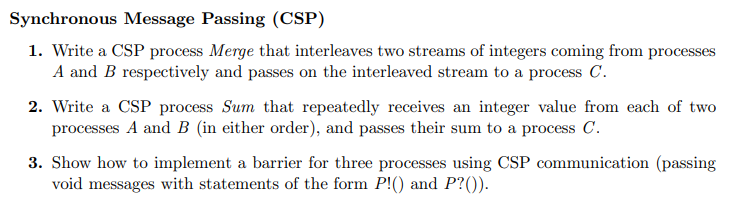 Synchronous Message Passing (CSP)
1. Write a CSP process Merge that interleaves two streams of integers coming from processes
A and B respectively and passes on the interleaved stream to a process C.
2. Write a CSP process Sum that repeatedly receives an integer value from each of two
processes A and B (in either order), and passes their sum to a process C.
3. Show how to implement a barrier for three processes using CSP communication (passing
void messages with statements of the form P!() and P?()).